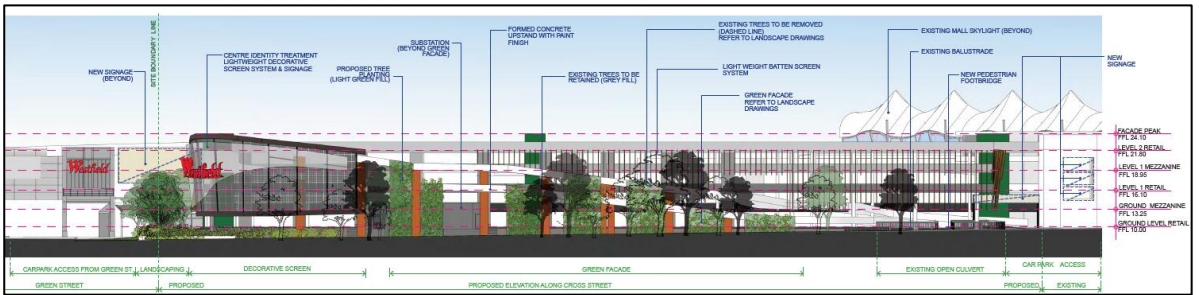 SITE BOUNDARY LINE
NEW SIGNAGE
(BEYOND)
CENTRE IDENTITY TREATMENT
LIGHTWEIGHT DECORATIVE
SCREEN SYSTEM & SIGNAGE
PROPOSED TREE
PLANTING
(LIGHT GREEN FILL)
SUBSTATION
(BEYOND GREEN
FACADE)
FORMED CONCRETE
UPSTAND WITH PAINT
FINISH
EXISTING TREES TO BE
RETAINED (GREY FILL)
EXISTING TREES TO BE REMOVED
(DASHED LINE)
REFER TO LANDSCAPE DRAWINGS
LIGHT WEIGHT BATTEN SCREEN
SYSTEM
GREEN FACADE
REFER TO LANDSCAPE
DRAWINGS
EXISTING MALL SKYLIGHT (BEYOND)
EXISTING BALUSTRADE
NEW PEDESTRIAN
FOOTBRIDGE
NEW
SIGNAGE
Westfield
Westfield
FACADE PEAK
FFL 24.10
LEVEL 2 RETAIL
FFL 21.60
LEVEL 1 MEZZANINE
FFL 18.95
LEVEL 1 RETAIL
FFL 16.10
GROUND MEZZANINE
FFL 13.25
GROUND LEVEL RETAIL
FFL 10.00
CARPARK ACCESS FROM GREEN ST.
LANDSCAPING
DECORATIVE SCREEN
GREEN FACADE
EXISTING OPEN CULVERT
CAR PARK ACCESS
GREEN STREET
PROPOSED
PROPOSED ELEVATION ALONG CROSS STREET
PROPOSED
EXISTING